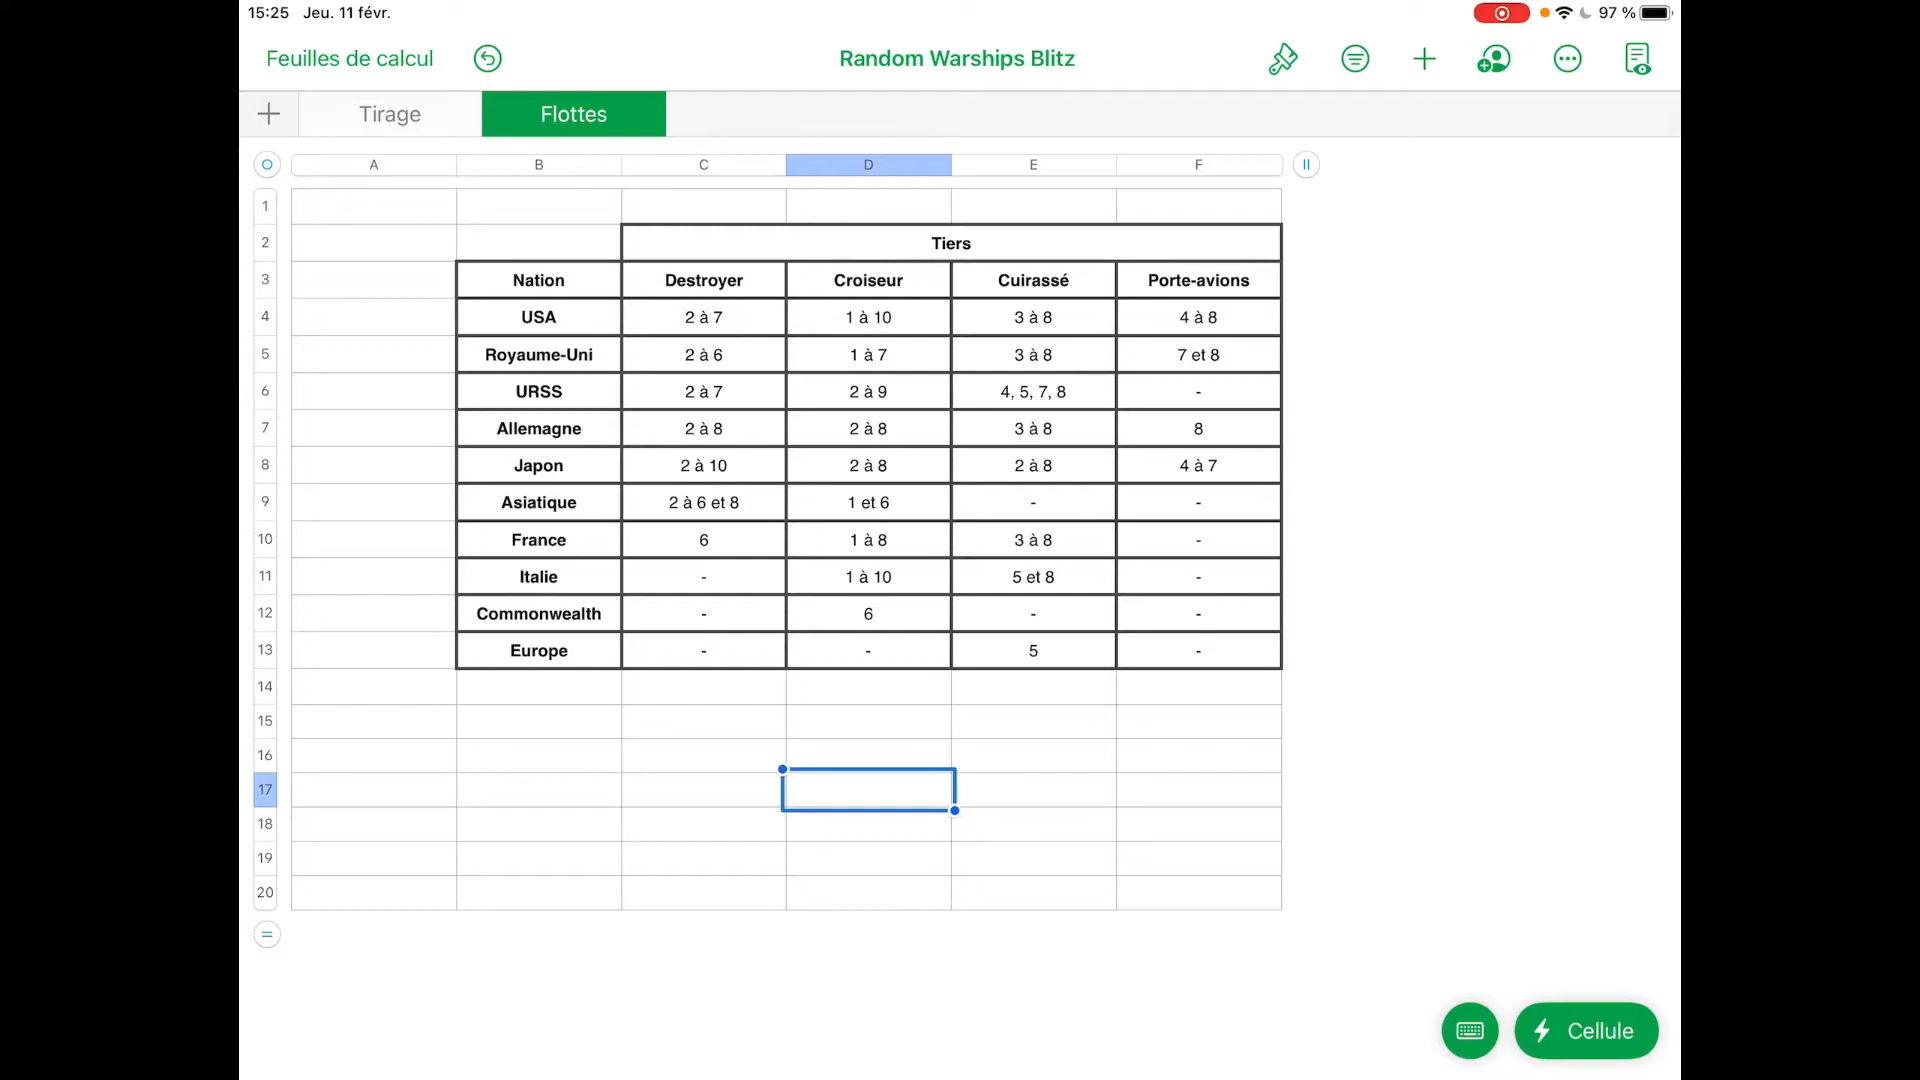 15:25 Jeu. 11 févr. 97 %
Feuilles de calcul Random Warships Blitz
Tirage Flottes
A B C D E F
1
2 Tiers
3 Nation Destroyer Croiseur Cuirassé Porte-avions
4 USA 2 à 7 1 à 10 3 à 8 4 à 8
5 Royaume-Uni 2 à 6 1 à 7 3 à 8 7 et 8
6 URSS 2 à 7 2 à 9 4, 5, 7, 8 -
7 Allemagne 2 à 8 2 à 8 3 à 8 8
8 Japon 2 à 10 2 à 8 2 à 8 4 à 7
9 Asiatique 2 à 6 et 8 1 et 6 - -
10 France 6 1 à 8 3 à 8 -
11 Italie - 1 à 10 5 et 8 -
12 Commonwealth - 6 - -
13 Europe - - 5 -
14
15
16
17
18
19
20
Cellule